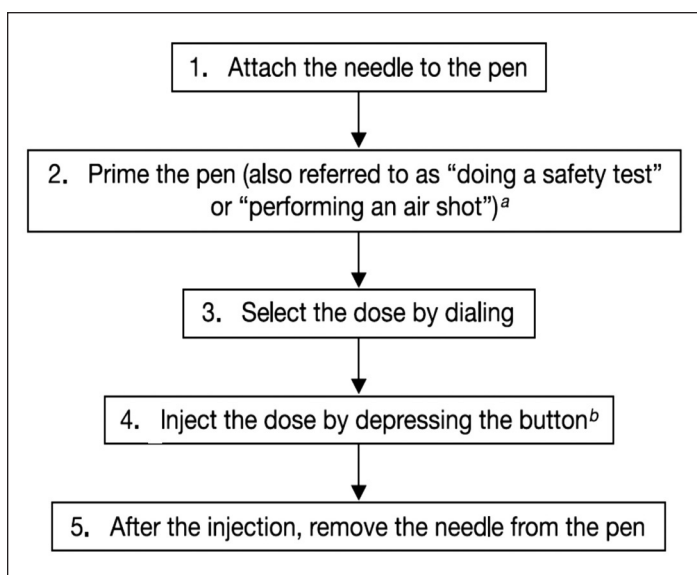 1. Attach the needle to the pen
2. Prime the pen (also referred to as “doing a safety test”
or “performing an air shot”)a
3. Select the dose by dialing
4. Inject the dose by depressing the buttonb
5. After the injection, remove the needle from the pen